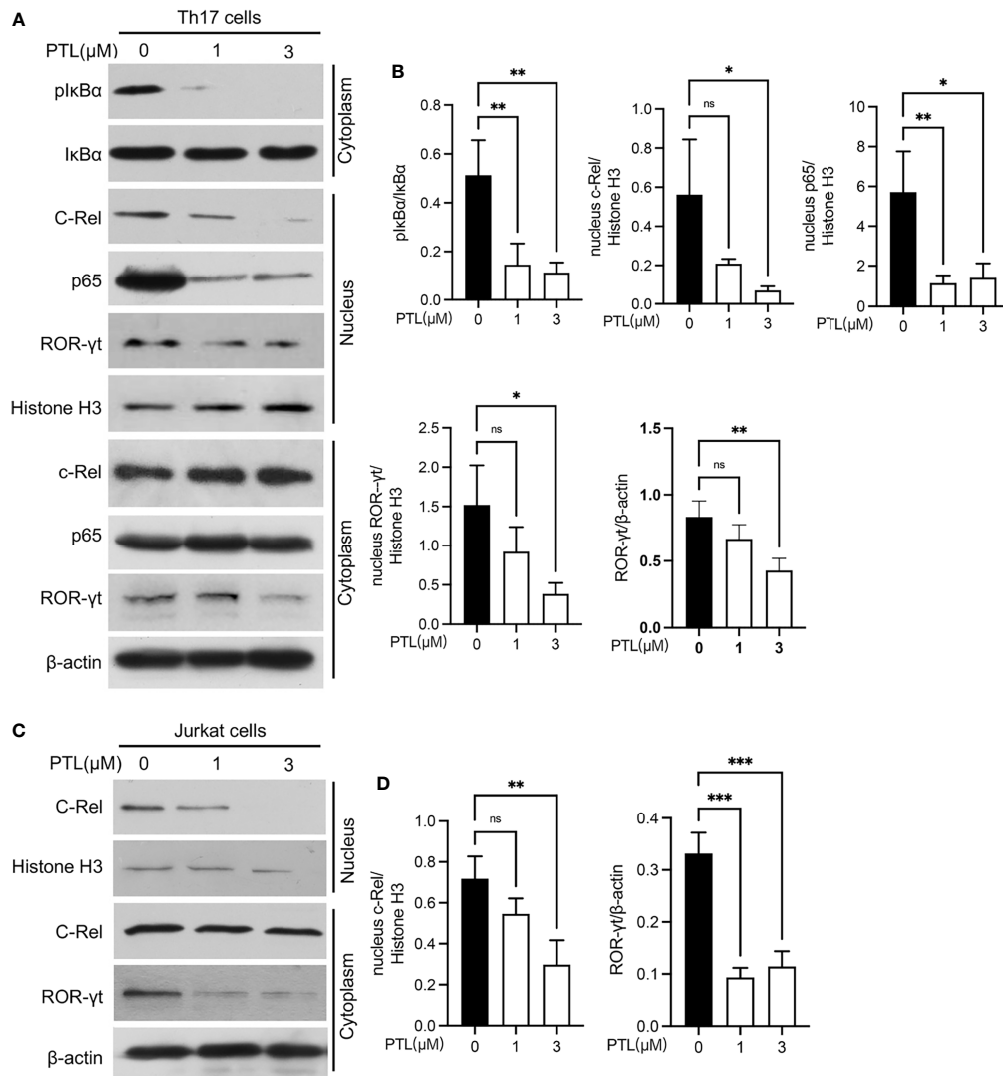 A
Th17 cells
PTL(μM) 0 1 3
pIκBα
IκBα
Cytoplasm
C-Rel
p65
ROR-γt
Histone H3
Nucleus
c-Rel
p65
ROR-γt
β-actin
Cytoplasm
B
**
**
0.8
0.6
0.4
0.2
0.0
pIκBα/IκBα
PTL(μM) 0 1 3
*
ns
1.0
0.8
0.6
0.4
0.2
0.0
nucleus c-Rel/
Histone H3
PTL(μM) 0 1 3
*
**
10
8
6
4
2
0
nucleus p65/
Histone H3
PTL(μM) 0 1 3
*
ns
2.5
2.0
1.5
1.0
0.5
0.0
nucleus ROR--γt/
Histone H3
PTL(μM) 0 1 3
**
ns
1.5
1.0
0.5
0.0
ROR-γt/β-actin
PTL(μM) 0 1 3
C
Jurkat cells
PTL(μM) 0 1 3
C-Rel
Histone H3
Nucleus
C-Rel
ROR-γt
β-actin
Cytoplasm
D
**
ns
1.0
0.8
0.6
0.4
0.2
0.0
nucleus c-Rel/
Histone H3
PTL(μM) 0 1 3
***
***
0.4
0.3
0.2
0.1
0.0
ROR-γt/β-actin
PTL(μM) 0 1 3